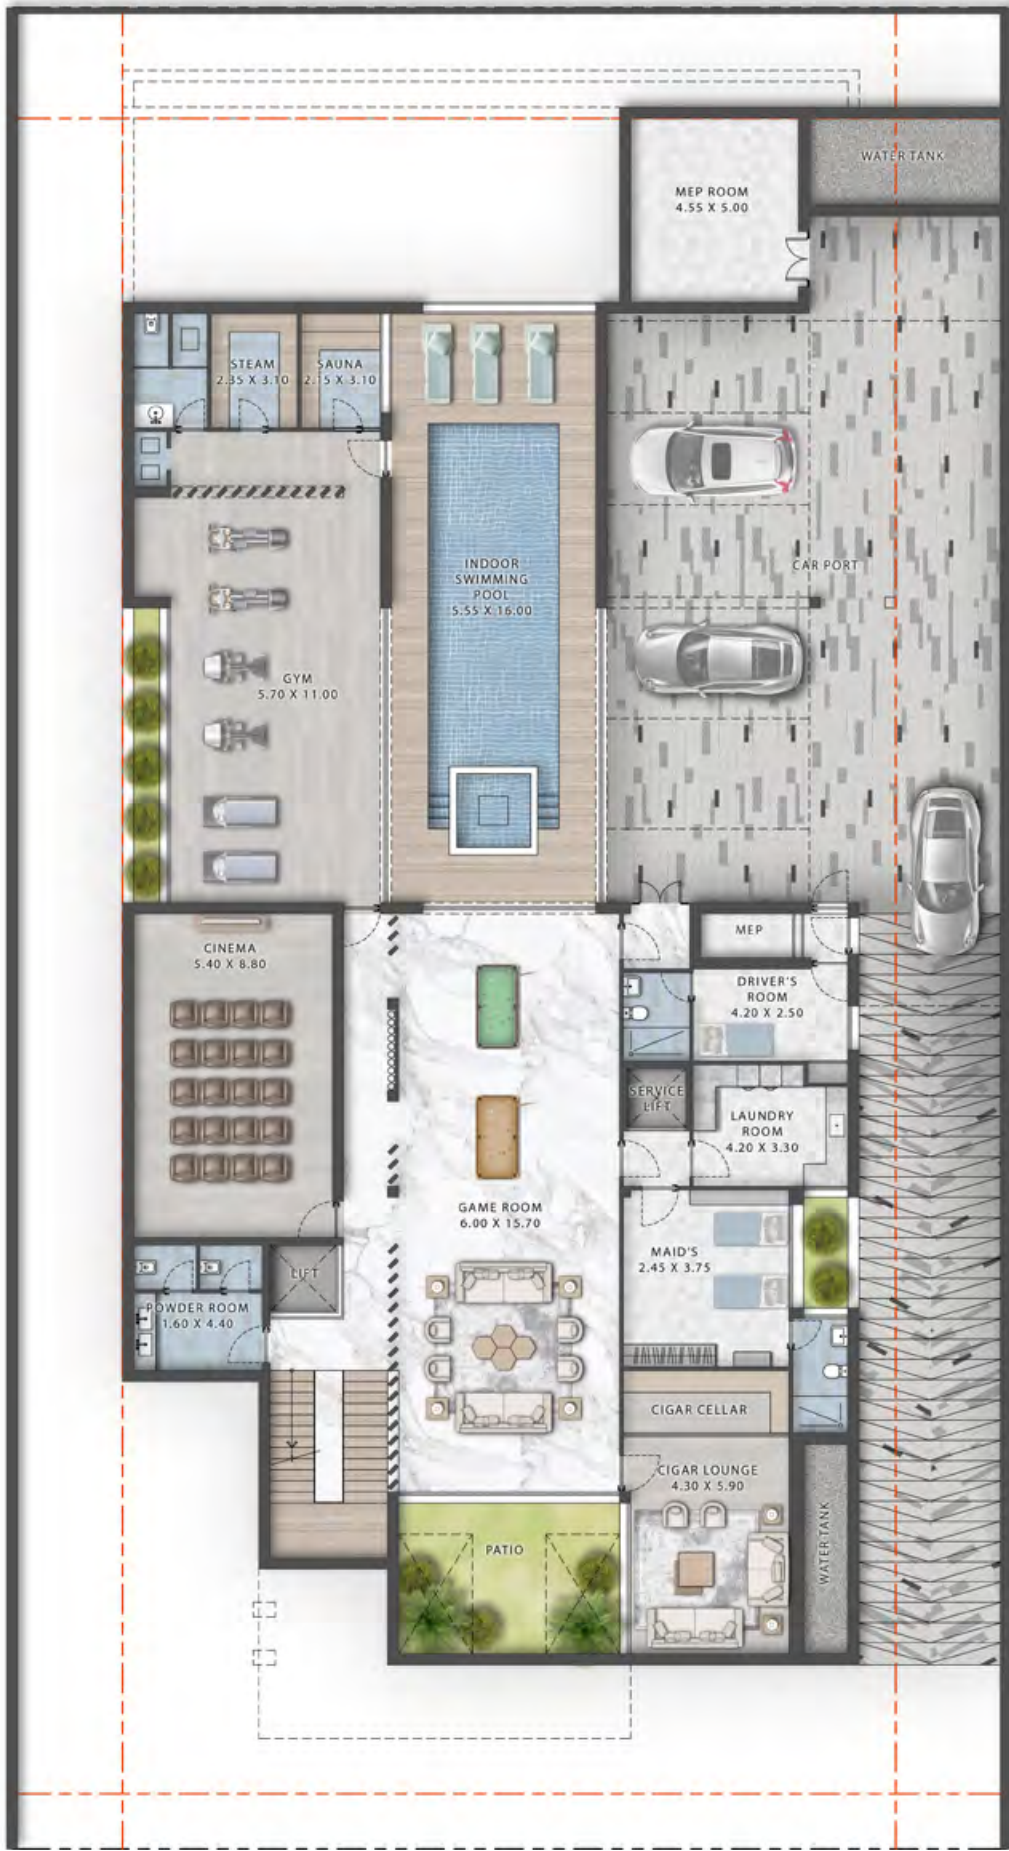 WATER TANK
MEP ROOM
4.55 X 5.00
STEAM
2.35 X 3.10
SAUNA
2.15 X 3.10
INDOOR
SWIMMING
POOL
5.55 X 16.00
CAR PORT
GYM
5.70 X 11.00
CINEMA
5.40 X 8.80
MEP
DRIVER'S
ROOM
4.20 X 2.50
SERVICE
LIFT
LAUNDRY
ROOM
4.20 X 3.30
GAME ROOM
6.00 X 15.70
MAID'S
2.45 X 3.75
LIFT
POWDER ROOM
1.60 X 4.40
CIGAR CELLAR
CIGAR LOUNGE
4.30 X 5.90
PATIO
WATER TANK